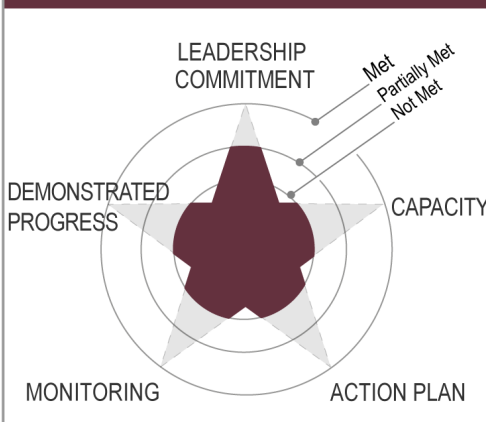 LEADERSHIP
COMMITMENT
Met
Partially Met
Not Met
DEMONSTRATED
PROGRESS
CAPACITY
MONITORING
ACTION PLAN